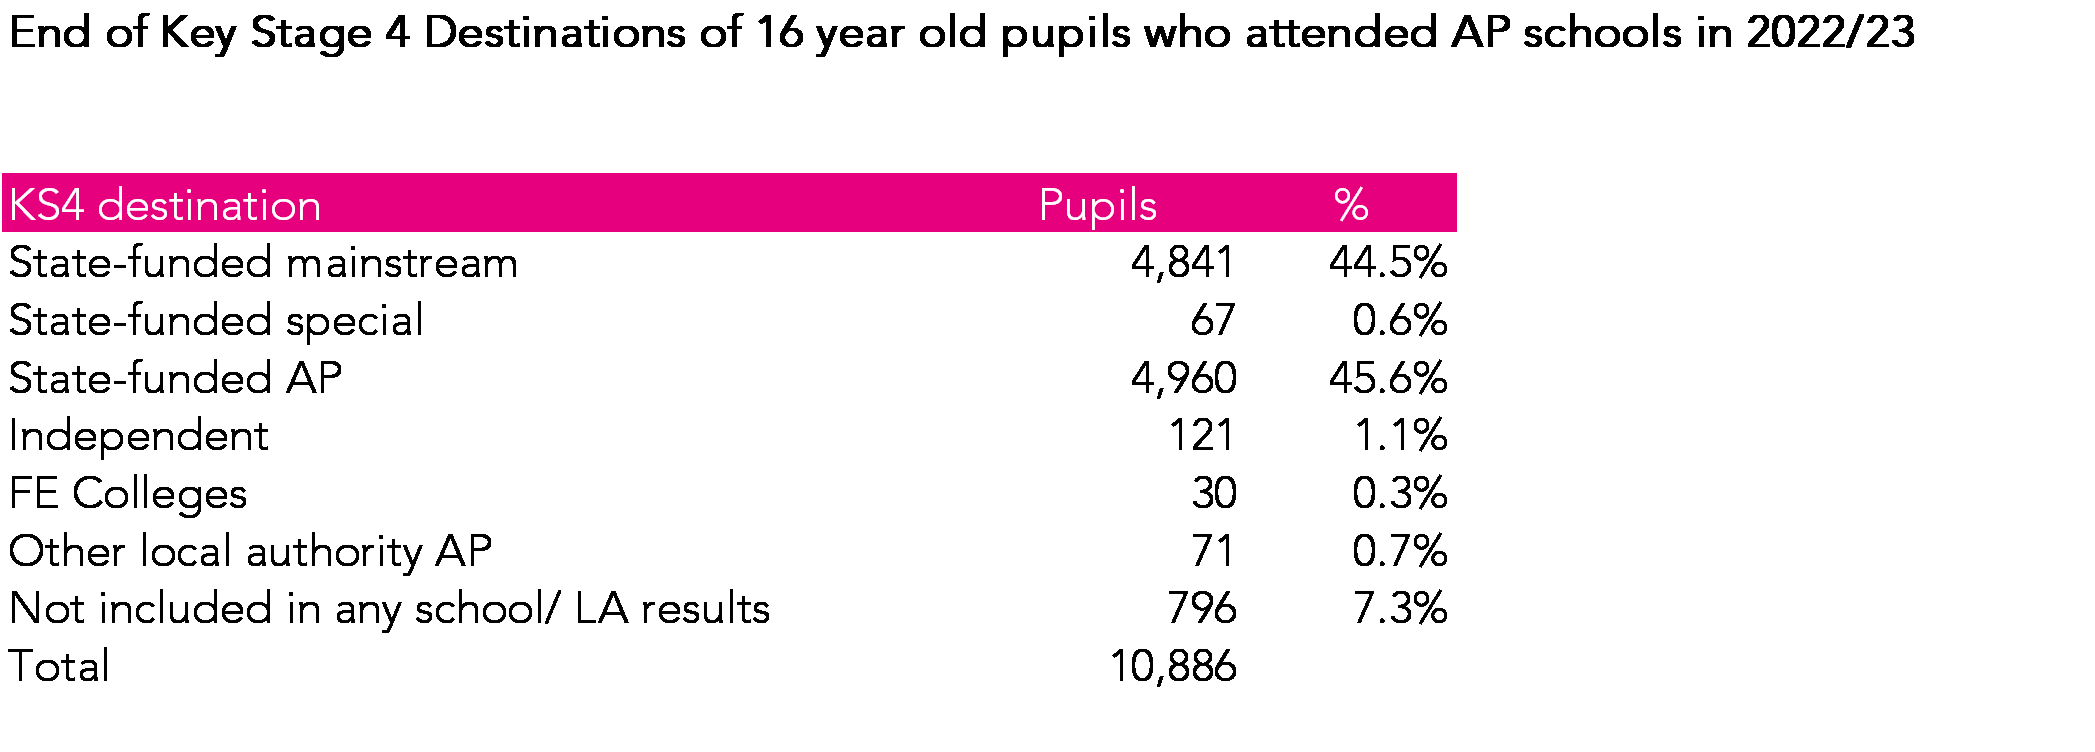 End of Key Stage 4 Destinations of 16 year old pupils who attended AP schools in 2022/23
KS4 destination Pupils %
State-funded mainstream 4,841 44.5%
State-funded special 67 0.6%
State-funded AP 4,960 45.6%
Independent 121 1.1%
FE Colleges 30 0.3%
Other local authority AP 71 0.7%
Not included in any school/ LA results 796 7.3%
Total 10,886